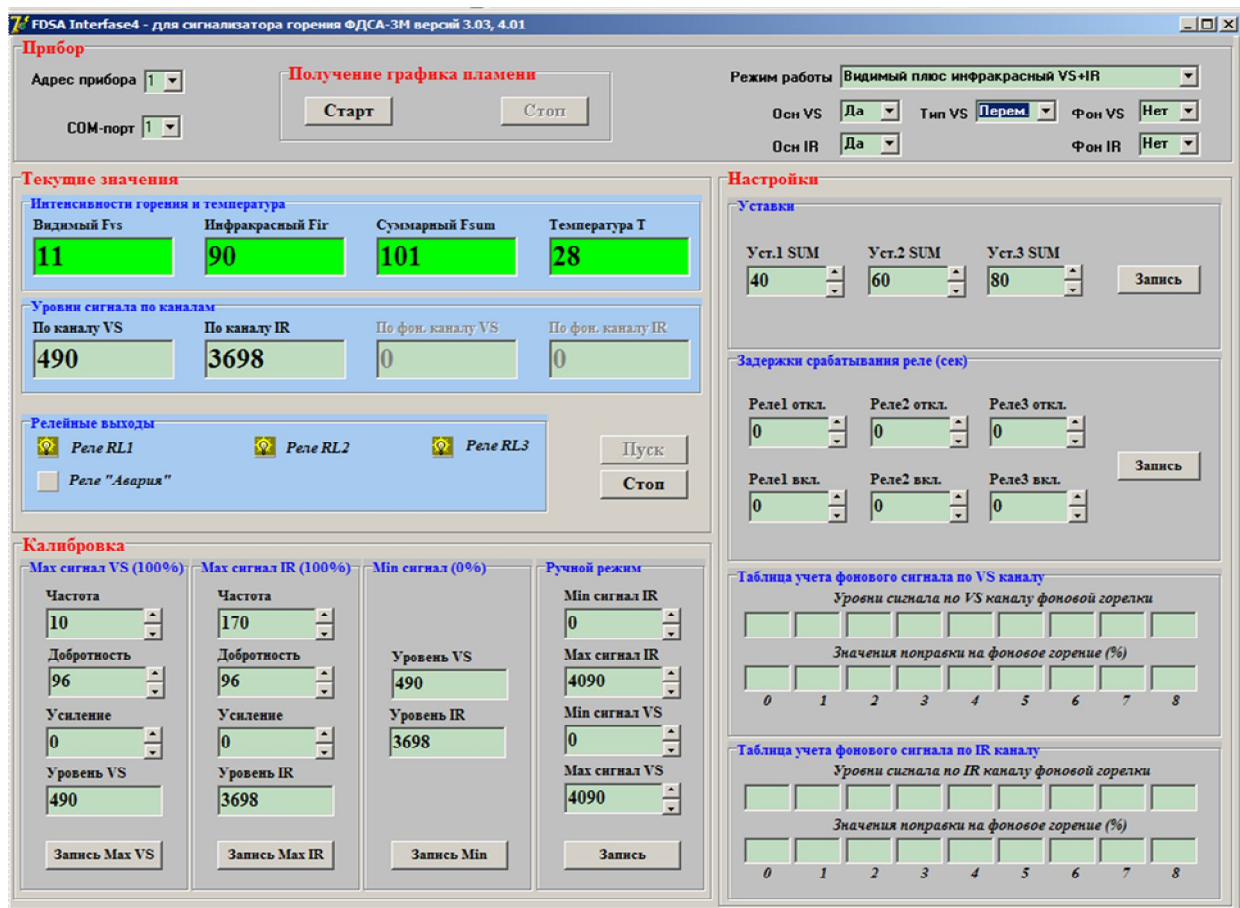 FDSA Interfase4 - для сигнализатора горения ФДСА-3М версий 3.03, 4.01
Прибор
Адрес прибора 1
COM-порт 1
Получение графика пламени
Старт Стоп
Режим работы Видимый плюс инфракрасный VS+IR
Осн VS Да Тип VS Перем. Фон VS Нет
Осн IR Да Фон IR Нет
Текущие значения
Интенсивности горения и температура
Видимый Fvs Инфракрасный Fir Суммарный Fsum Температура T
11 90 101 28
Уровни сигнала по каналам
По каналу VS По каналу IR По фон. каналу VS По фон. каналу IR
490 3698 0 0
Релейные выходы
Реле RL1 Реле RL2 Реле RL3
Реле "Авария"
Пуск
Стоп
Калибровка
Max сигнал VS (100%)
Частота
10
Добротность
96
Усиление
0
Уровень VS
490
Запись Max VS
Max сигнал IR (100%)
Частота
170
Добротность
96
Усиление
0
Уровень IR
3698
Запись Max IR
Min сигнал (0%)
Уровень VS
490
Уровень IR
3698
Запись Min
Ручной режим
Min сигнал IR
0
Max сигнал IR
4090
Min сигнал VS
0
Max сигнал VS
4090
Запись
Настройки
Уставки
Уст.1 SUM Уст.2 SUM Уст.3 SUM
40 60 80 Запись
Задержки срабатывания реле (сек)
Реле1 откл. Реле2 откл. Реле3 откл.
0 0 0
Запись
Реле1 вкл. Реле2 вкл. Реле3 вкл.
0 0 0
Таблица учета фонового сигнала по VS каналу
Уровни сигнала по VS каналу фоновой горелки
Значения поправки на фоновое горение (%)
0 1 2 3 4 5 6 7 8
Таблица учета фонового сигнала по IR каналу
Уровни сигнала по IR каналу фоновой горелки
Значения поправки на фоновое горение (%)
0 1 2 3 4 5 6 7 8